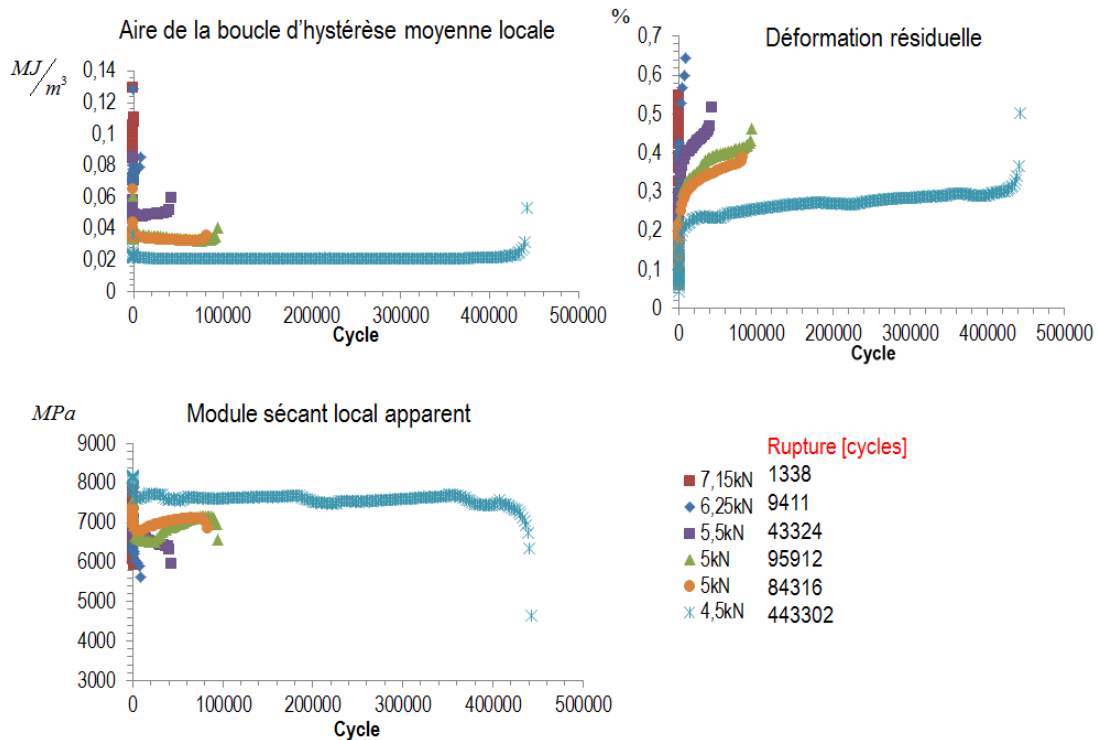 Aire de la boucle d'hystérèse moyenne locale
MJ/m³
0,14
0,12
0,1
0,08
0,06
0,04
0,02
0
0 100000 200000 300000 400000 500000
Cycle
%
Déformation résiduelle
0,7
0,6
0,5
0,4
0,3
0,2
0,1
0
0 100000 200000 300000 400000 500000
Cycle
MPa
Module sécant local apparent
9000
8000
7000
6000
5000
4000
3000
0 100000 200000 300000 400000 500000
Cycle
Rupture [cycles]
7,15kN 1338
6,25kN 9411
5,5kN 43324
5kN 95912
5kN 84316
4,5kN 443302